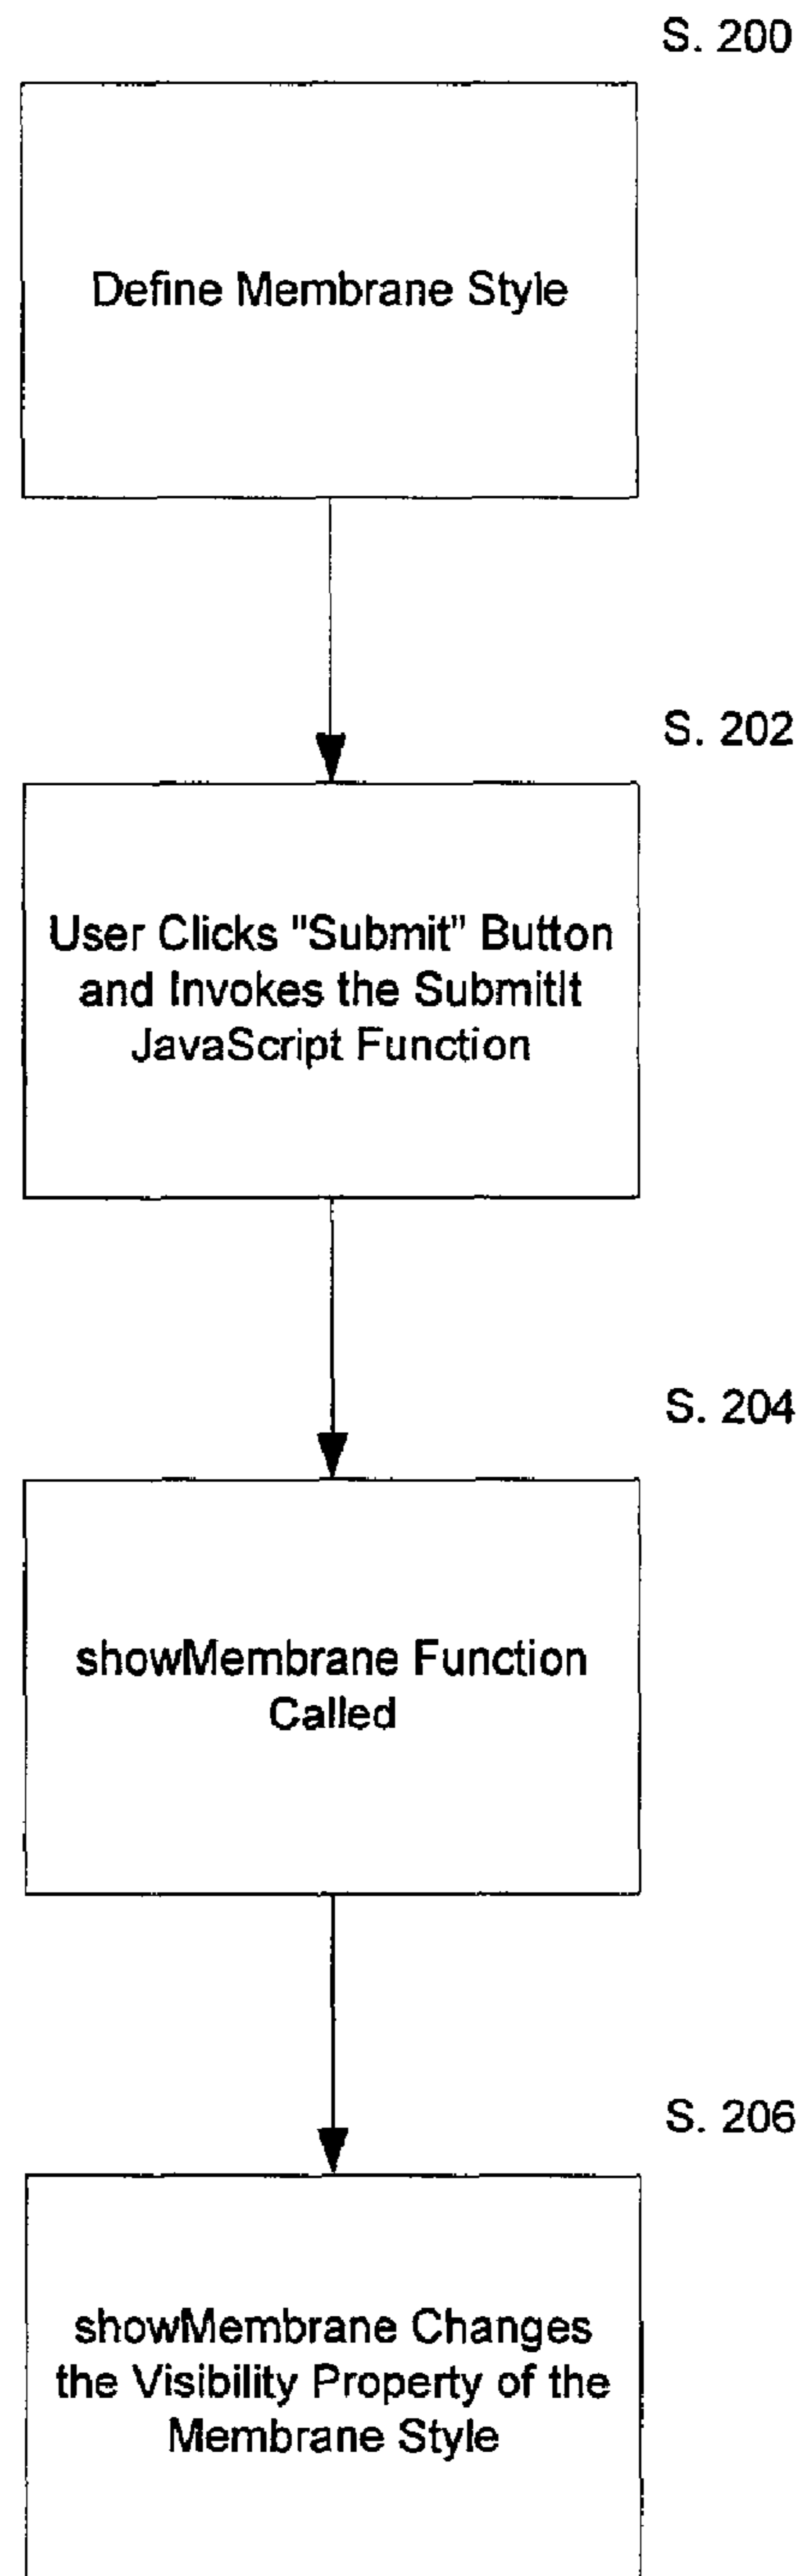 S. 200
Define Membrane Style
S. 202
User Clicks "Submit" Button
and Invokes the SubmitIt
JavaScript Function
S. 204
showMembrane Function
Called
S. 206
showMembrane Changes
the Visibility Property of the
Membrane Style